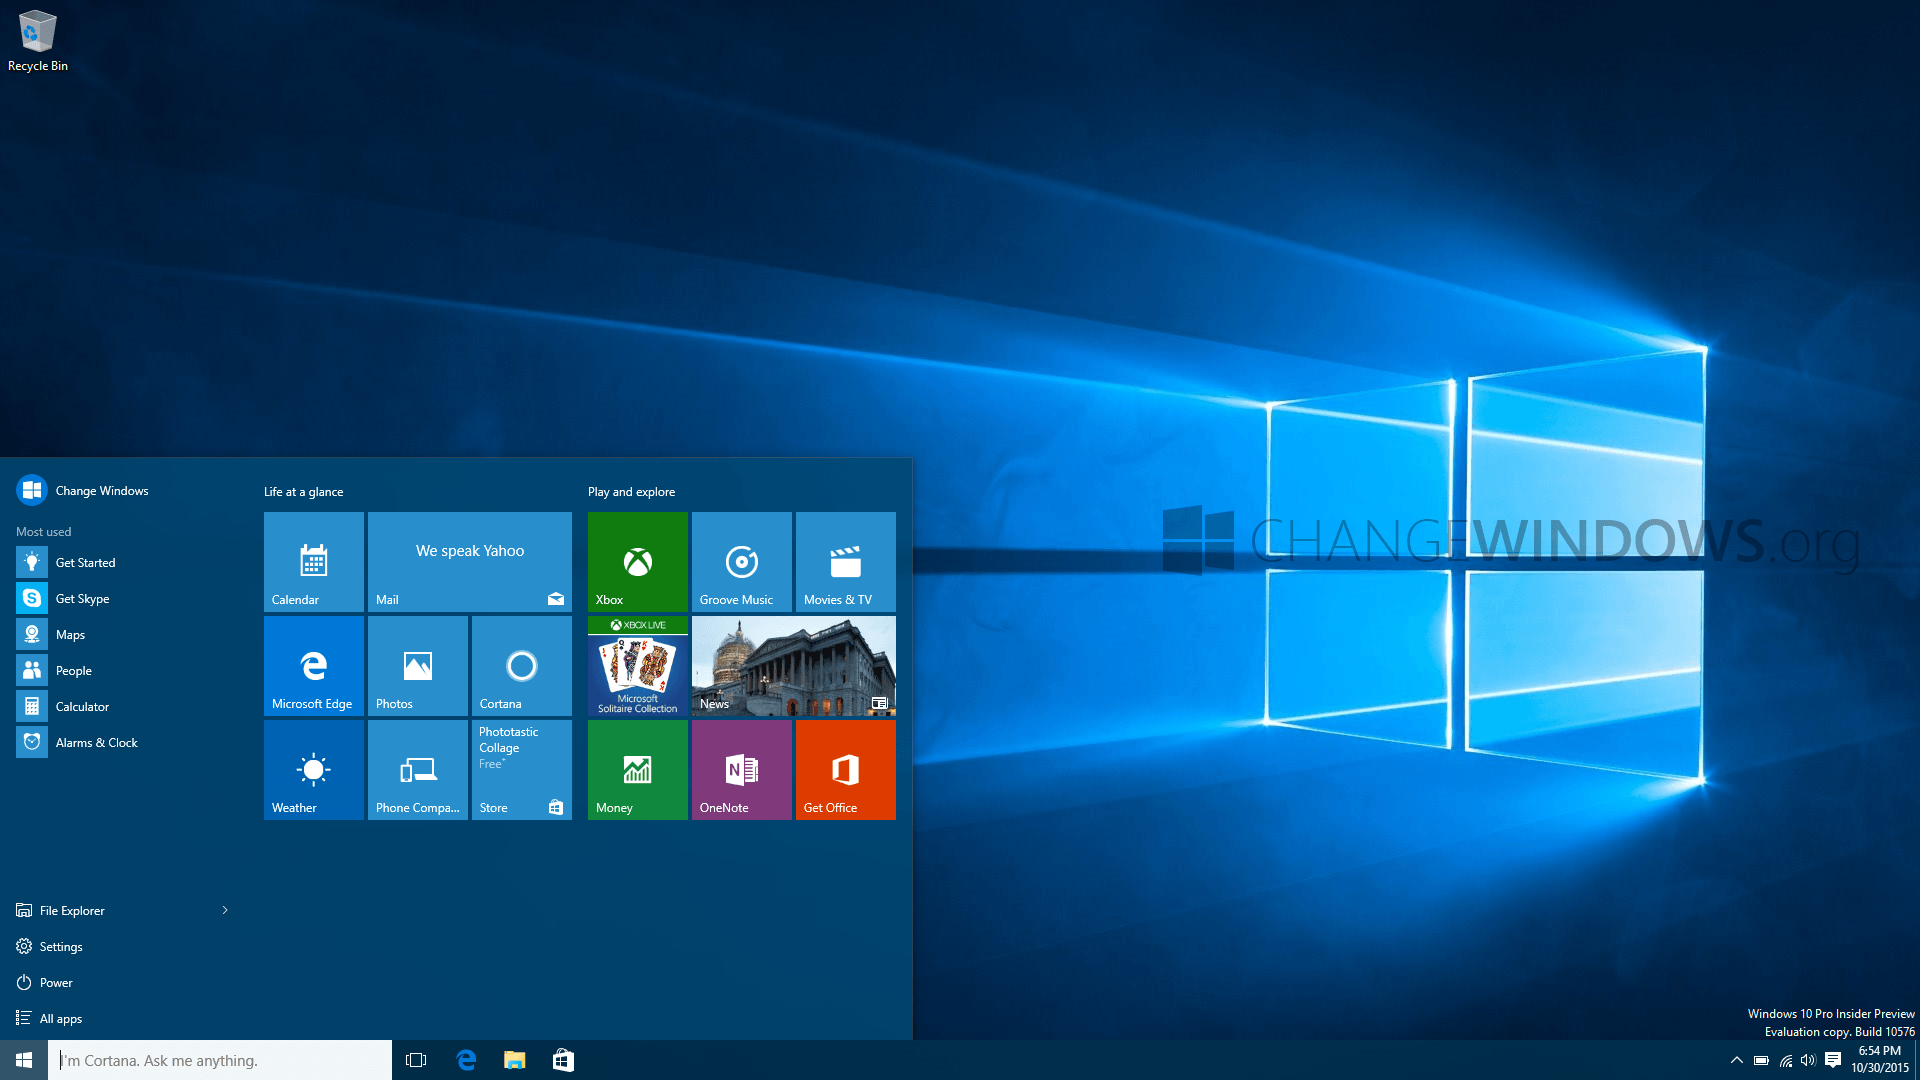 Recycle Bin
Change Windows
Most used
Get Started
Get Skype
Maps
People
Calculator
Alarms & Clock
File Explorer
Settings
Power
All apps
Life at a glance
Calendar
We speak Yahoo
Mail
Microsoft Edge
Photos
Cortana
Weather
Phone Compa...
Phototastic
Collage
Free*
Store
Play and explore
Xbox
Groove Music
Movies & TV
XBOX LIVE
Microsoft
Solitaire Collection
News
Money
OneNote
Get Office
CHANGEWINDOWS.org
Windows 10 Pro Insider Preview
Evaluation copy. Build 10576
I'm Cortana. Ask me anything.
6:54 PM
10/30/2015